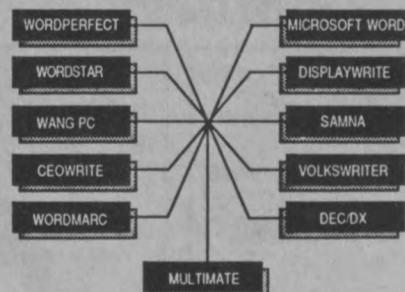 WORDPERFECT
MICROSOFT WORD
WORDSTAR
DISPLAYWRITE
WANG PC
SAMNA
CEOWRITE
VOLKSWRITER
WORDMARC
DEC/DX
MULTIMATE